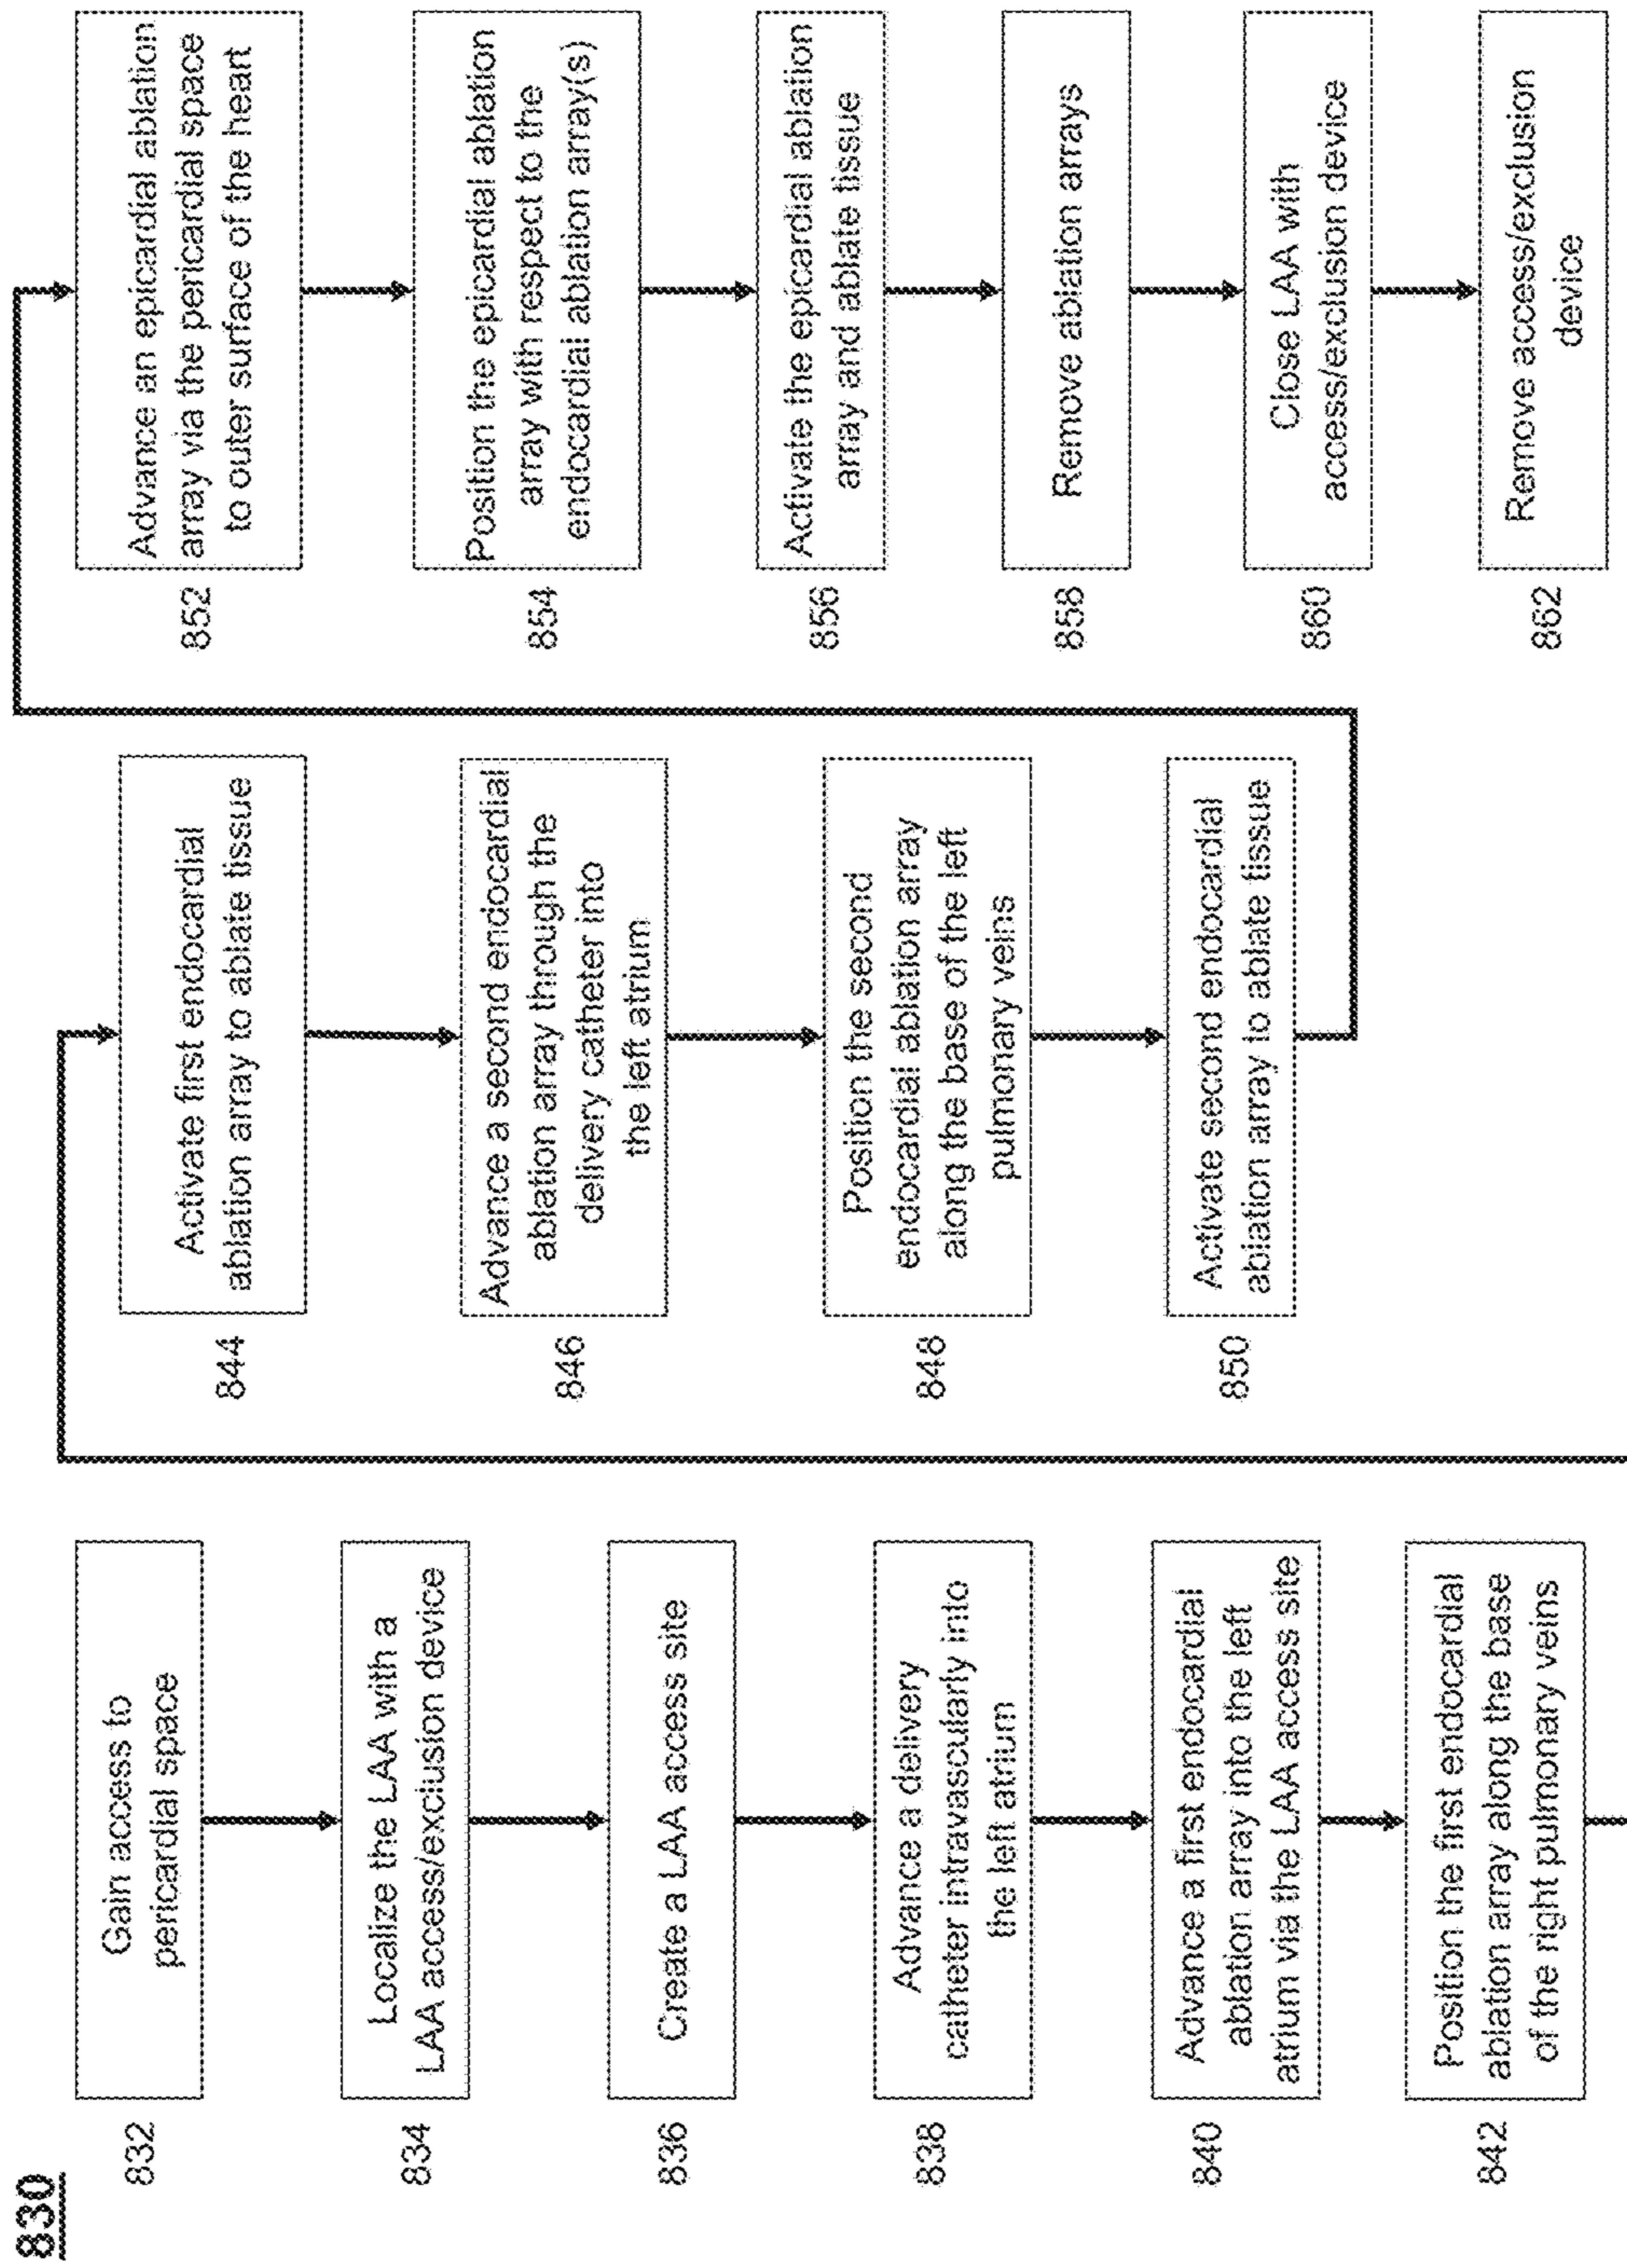 830
832
Gain access to
pericardial space
834
Localize the LAA with a
LAA access/exclusion device
836
Create a LAA access site
838
Advance a delivery
catheter intravascularly into
the left atrium
840
Advance a first endocardial
ablation array into the left
atrium via the LAA access site
842
Position the first endocardial
ablation array along the base
of the right pulmonary veins
844
Activate first endocardial
ablation array to ablate tissue
846
Advance a second endocardial
ablation array through the
delivery catheter into
the left atrium
848
Position the second
endocardial ablation array
along the base of the left
pulmonary veins
850
Activate second endocardial
ablation array to ablate tissue
852
Advance an epicardial ablation
array via the pericardial space
to outer surface of the heart
854
Position the epicardial ablation
array with respect to the
endocardial ablation array(s)
856
Activate the epicardial ablation
array and ablate tissue
858
Remove ablation arrays
860
Close LAA with
access/exclusion device
862
Remove access/exclusion
device